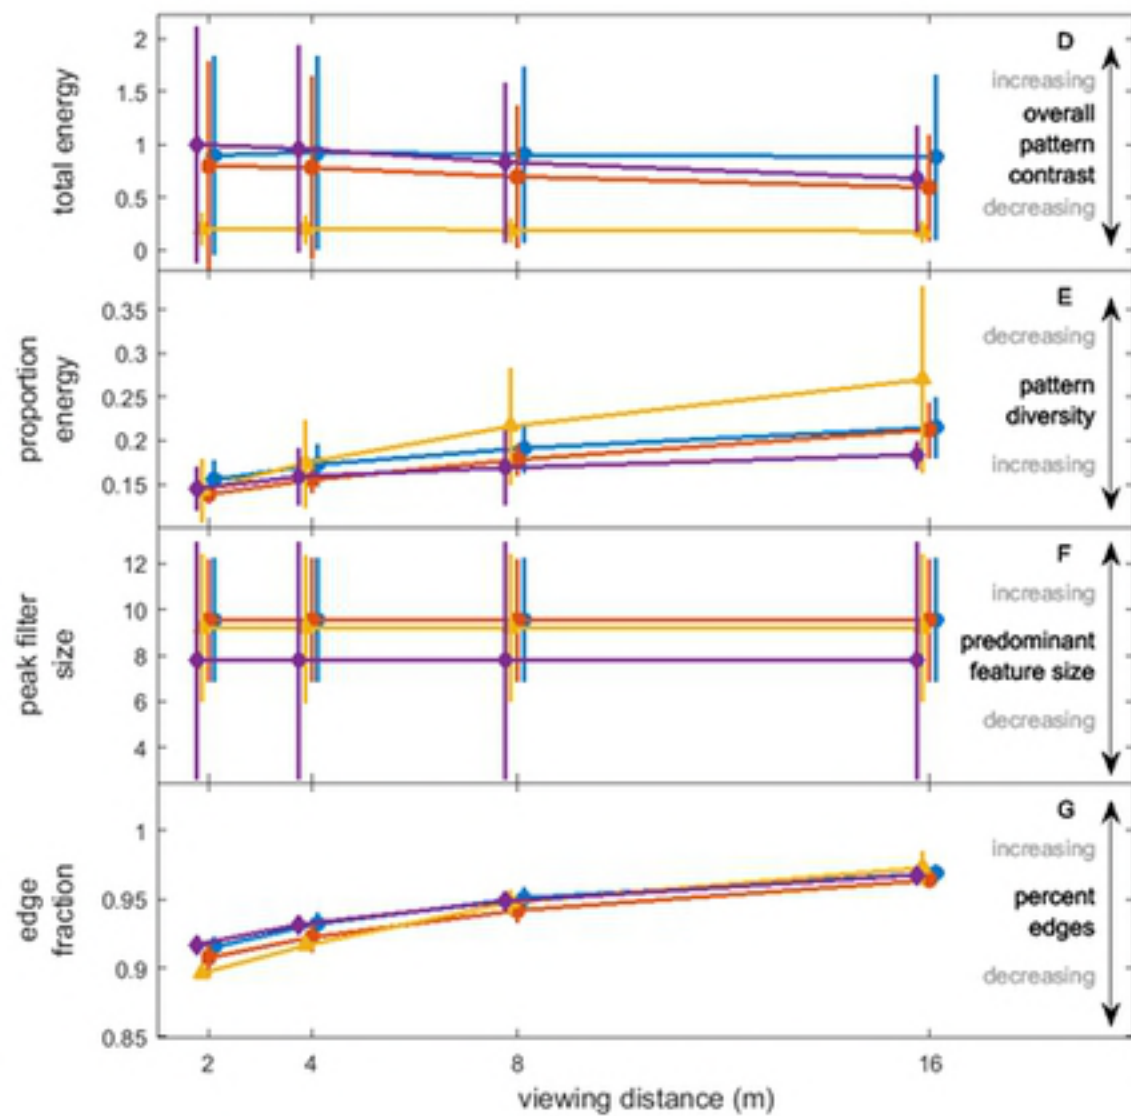 D
2
1.5
1
0.5
0
total energy
increasing
overall
pattern
contrast
decreasing
E
0.35
0.3
0.25
0.2
0.15
proportion
energy
decreasing
pattern
diversity
increasing
F
12
10
8
6
4
peak filter
size
increasing
predominant
feature size
decreasing
G
1
0.95
0.9
0.85
edge
fraction
increasing
percent
edges
decreasing
2 4 8 16
viewing distance (m)